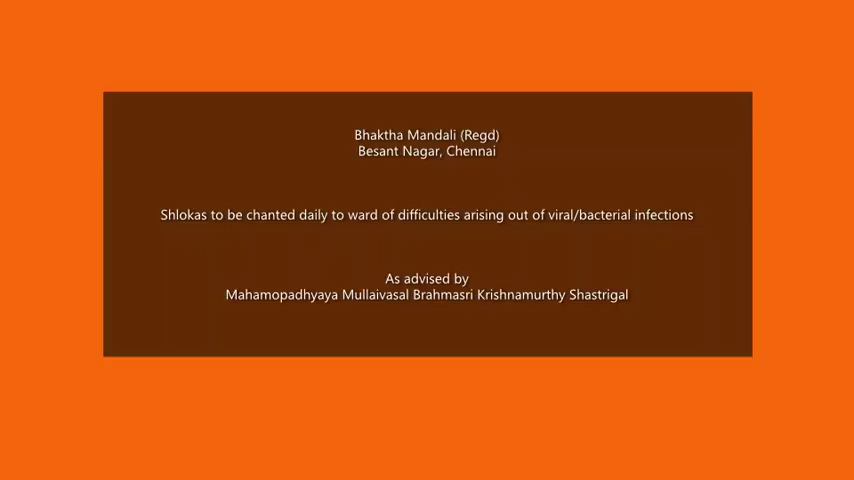 Bhaktha Mandali (Regd)
Besant Nagar, Chennai
Shlokas to be chanted daily to ward of difficulties arising out of viral/bacterial infections
As advised by
Mahamopadhyaya Mullaivasal Brahmasri Krishnamurthy Shastrigal